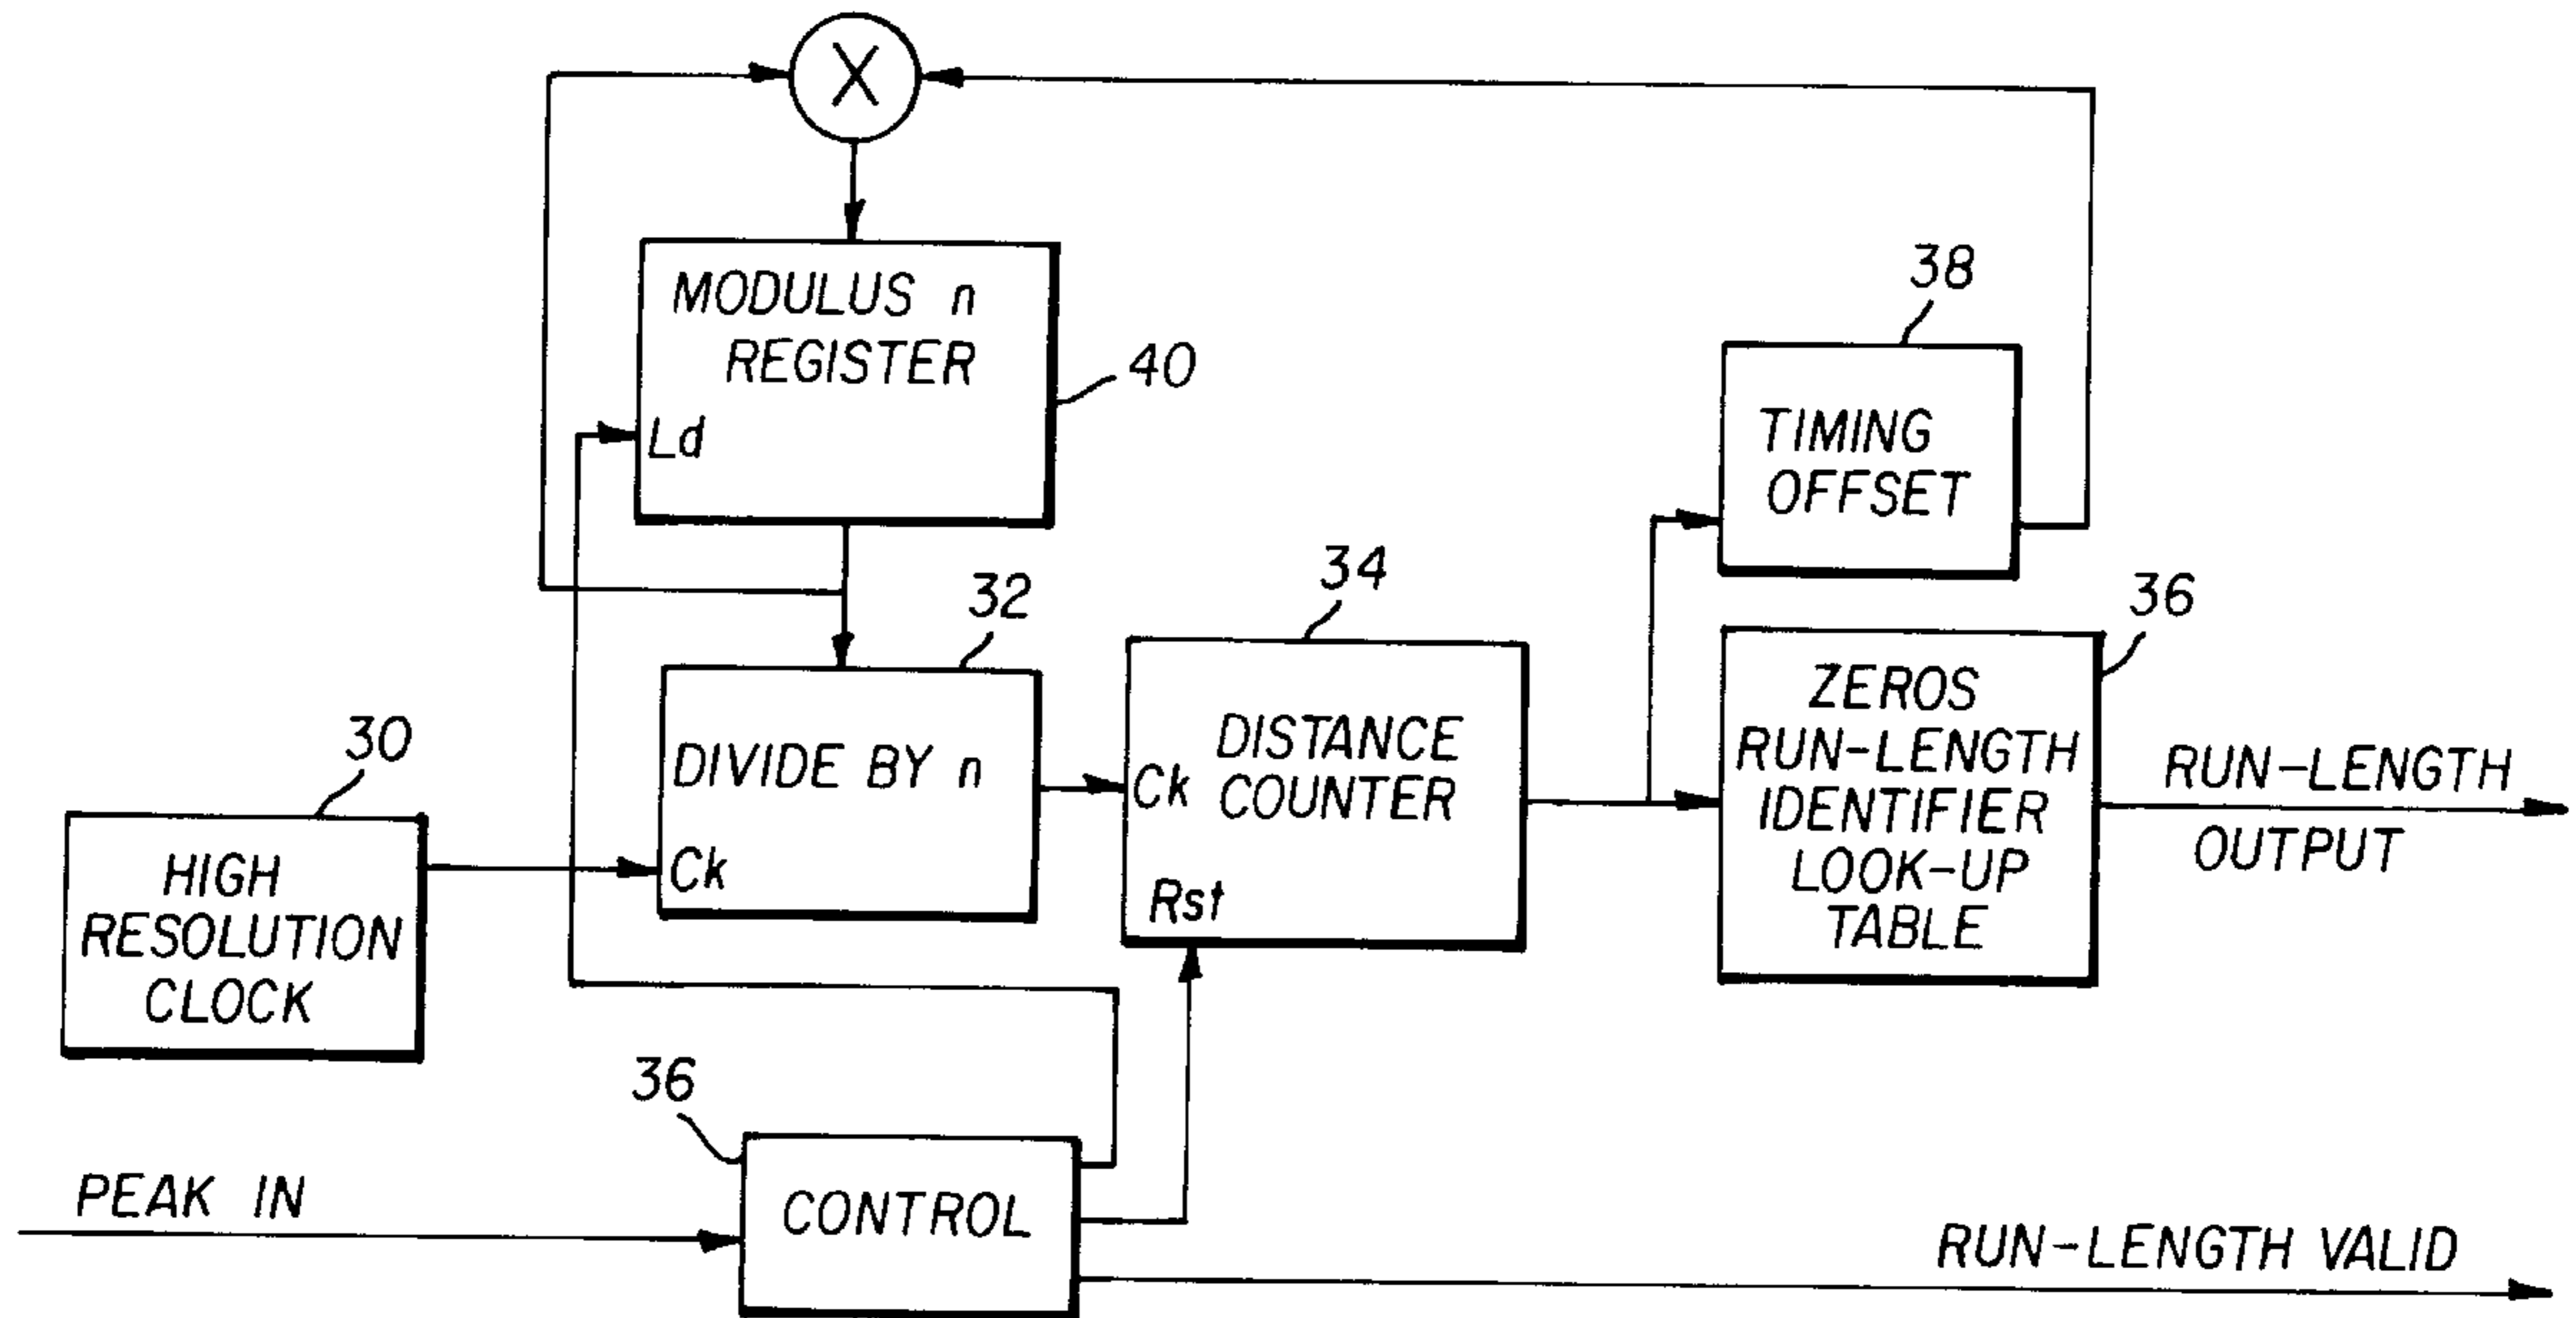 X
MODULUS n
REGISTER
Ld
40
38
TIMING
OFFSET
32
DIVIDE BY n
Ck
34
DISTANCE
COUNTER
Ck
Rst
36
ZEROS
RUN-LENGTH
IDENTIFIER
LOOK-UP
TABLE
RUN-LENGTH
OUTPUT
30
HIGH
RESOLUTION
CLOCK
36
CONTROL
PEAK IN
RUN-LENGTH VALID